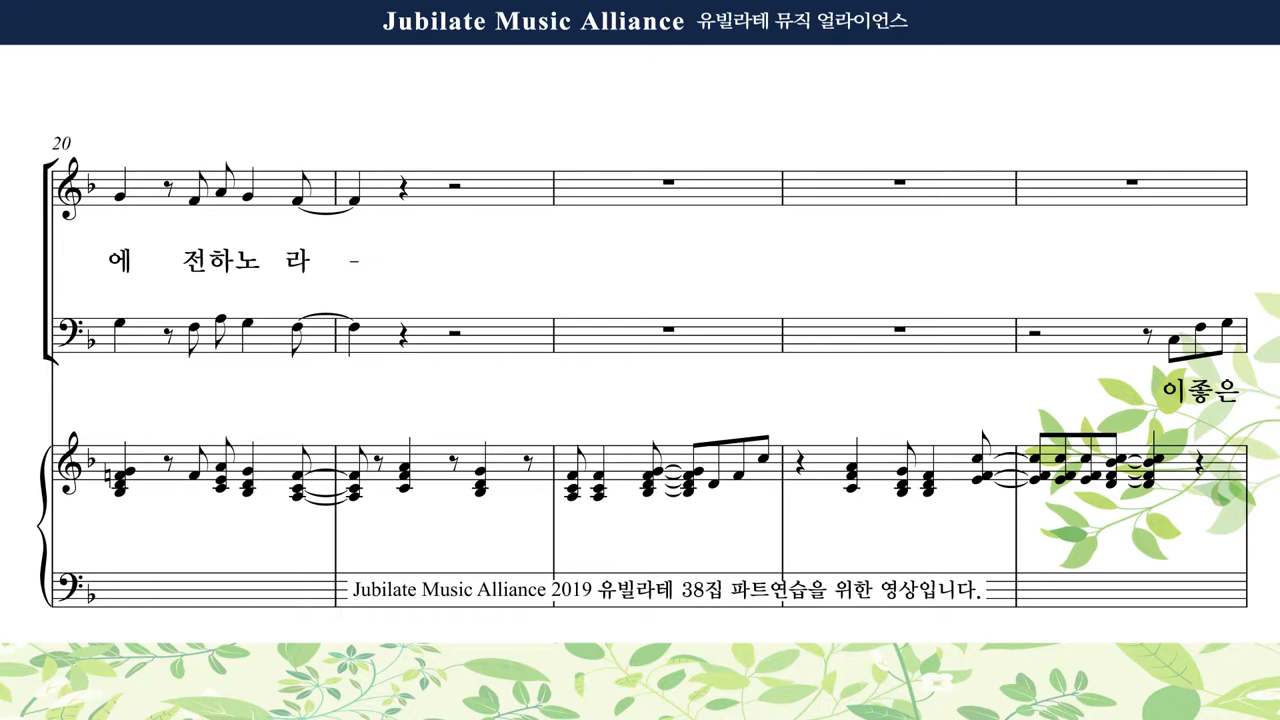 Jubilate Music Alliance 유빌라테 뮤직 얼라이언스
20
에 전하노 라 -
이좋은
Jubilate Music Alliance 2019 유빌라테 38집 파트연습을 위한 영상입니다.